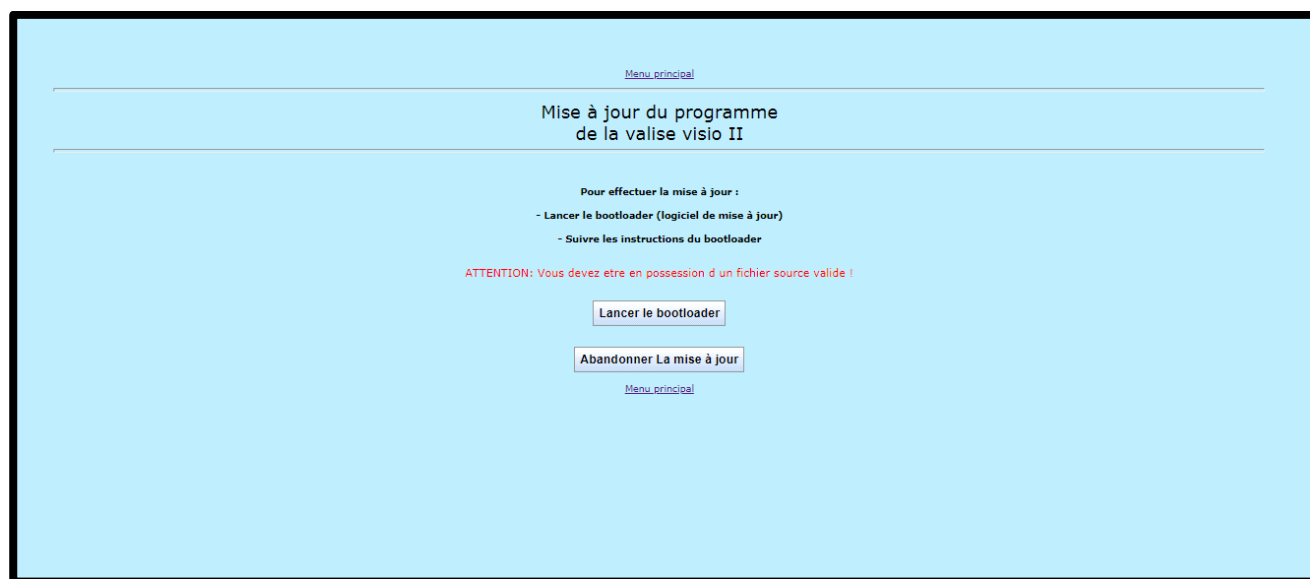 Menu principal
Mise à jour du programme
de la valise visio II
Pour effectuer la mise à jour :
- Lancer le bootloader (logiciel de mise à jour)
- Suivre les instructions du bootloader
ATTENTION: Vous devez etre en possession d un fichier source valide !
Lancer le bootloader
Abandonner La mise à jour
Menu principal